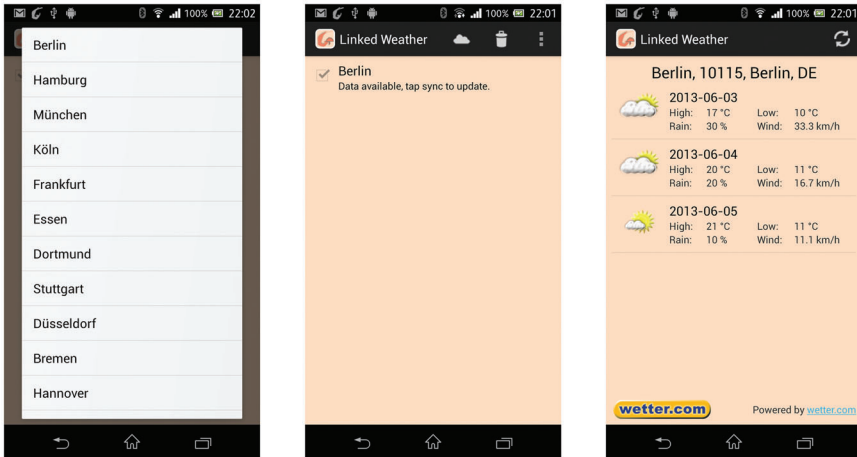 100% 22:02
Berlin
Hamburg
München
Köln
Frankfurt
Essen
Dortmund
Stuttgart
Düsseldorf
Bremen
Hannover
100% 22:01
Linked Weather
Berlin
Data available, tap sync to update.
100% 22:01
Linked Weather
Berlin, 10115, Berlin, DE
2013-06-03
High: 17 °C Low: 10 °C
Rain: 30 % Wind: 33.3 km/h
2013-06-04
High: 20 °C Low: 11 °C
Rain: 20 % Wind: 16.7 km/h
2013-06-05
High: 21 °C Low: 11 °C
Rain: 10 % Wind: 11.1 km/h
wetter.com Powered by wetter.com